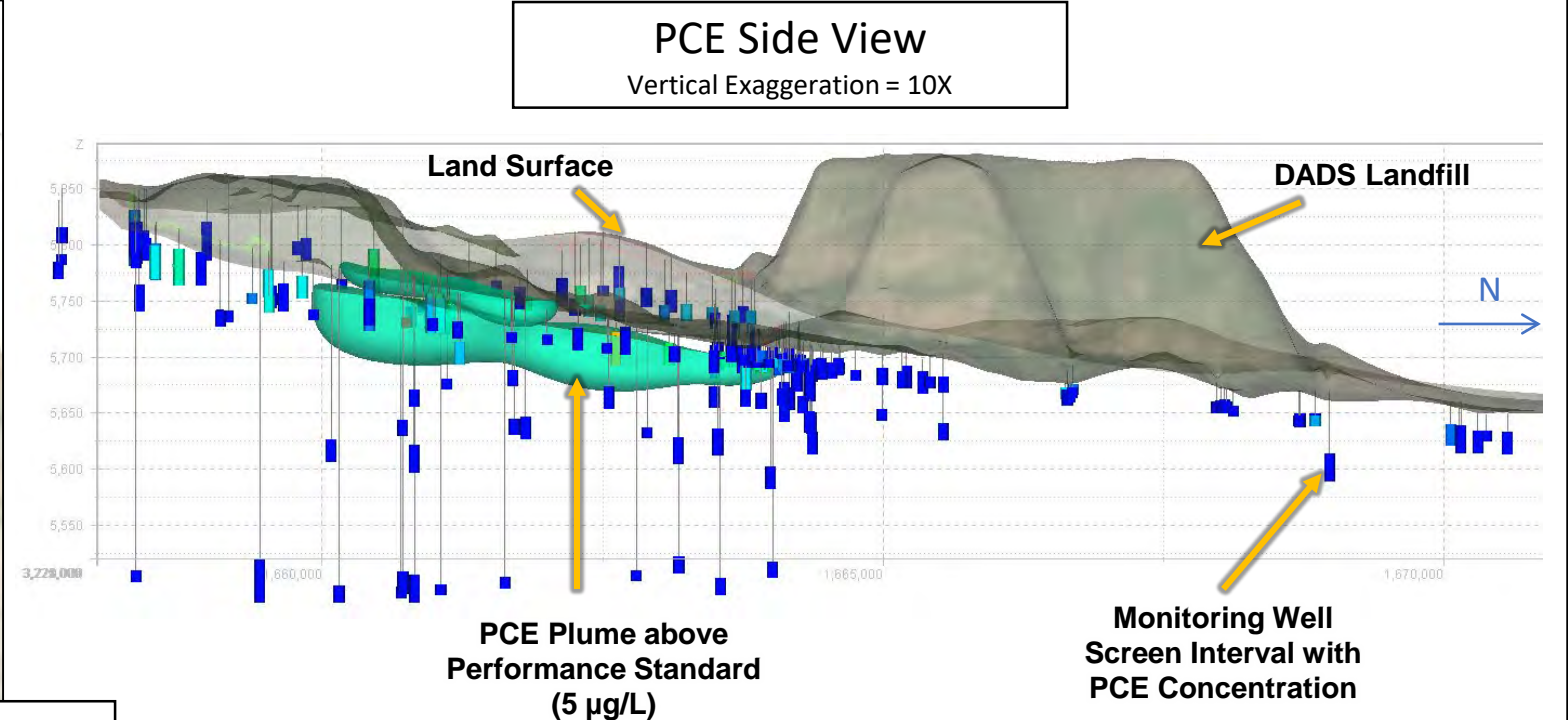 PCE Side View
Vertical Exaggeration = 10X
Z
Land Surface
DADS Landfill
5,850
5,800
5,750
N
5,700
5,650
5,600
5,550
1,660,000
1,665,000
1,670,000
PCE Plume above
Performance Standard
(5 µg/L)
Monitoring Well
Screen Interval with
PCE Concentration